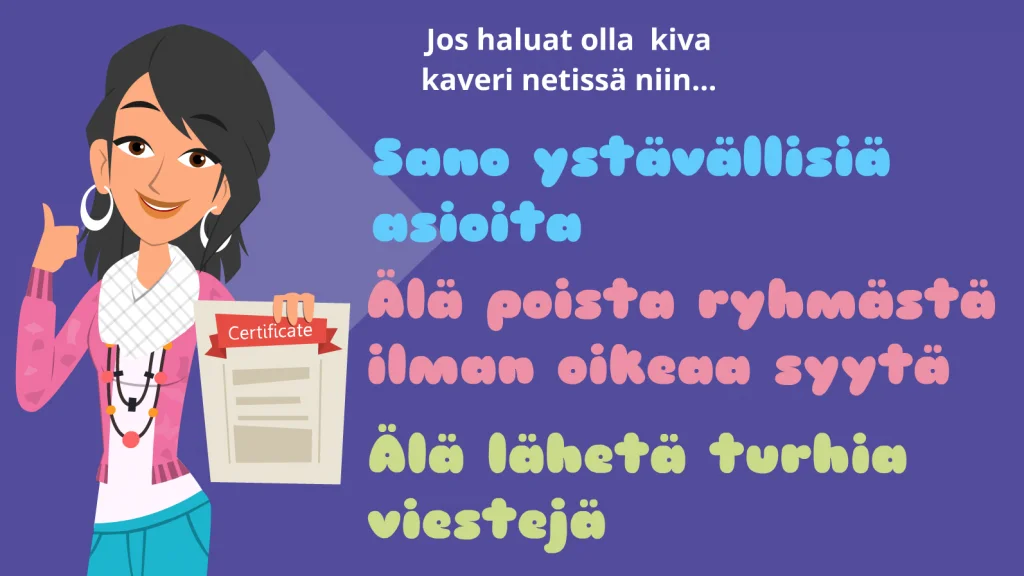 Jos haluat olla kiva
kaveri netissä niin...
Sano ystävällisiä
asioita
Älä poista ryhmästä
ilman oikeaa syytä
Älä lähetä turhia
viestejä
Certificate